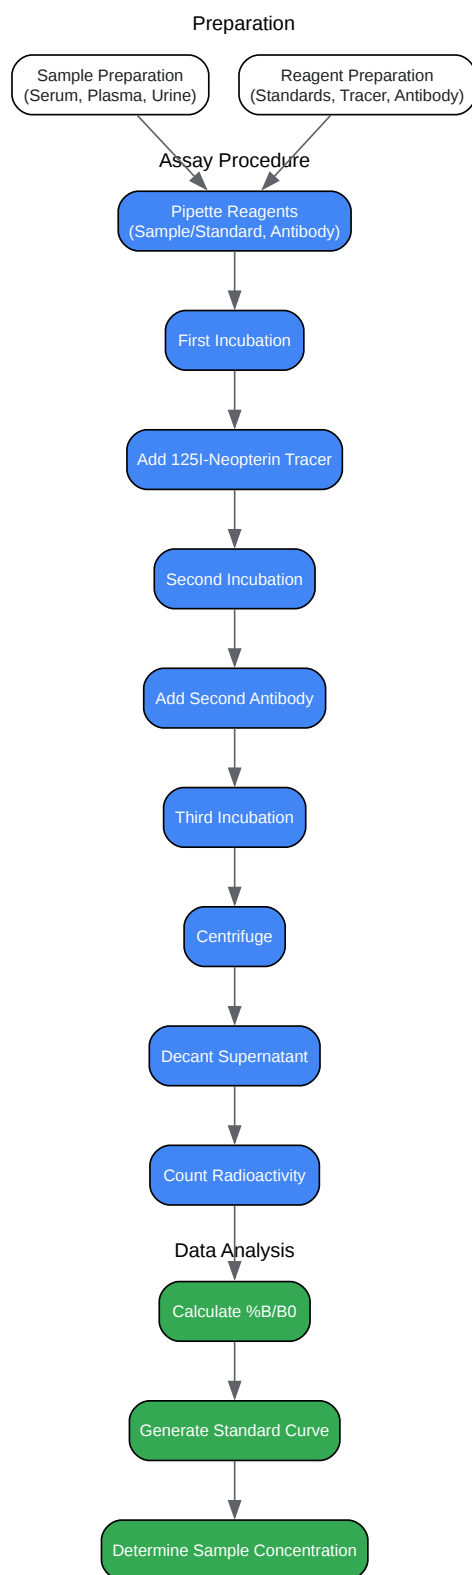 Preparation
Sample Preparation
(Serum, Plasma, Urine)
Reagent Preparation
(Standards, Tracer, Antibody)
Assay Procedure
Pipette Reagents
(Sample/Standard, Antibody)
First Incubation
Add 125I-Neopterin Tracer
Second Incubation
Add Second Antibody
Third Incubation
Centrifuge
Decant Supernatant
Count Radioactivity
Data Analysis
Calculate %B/B0
Generate Standard Curve
Determine Sample Concentration